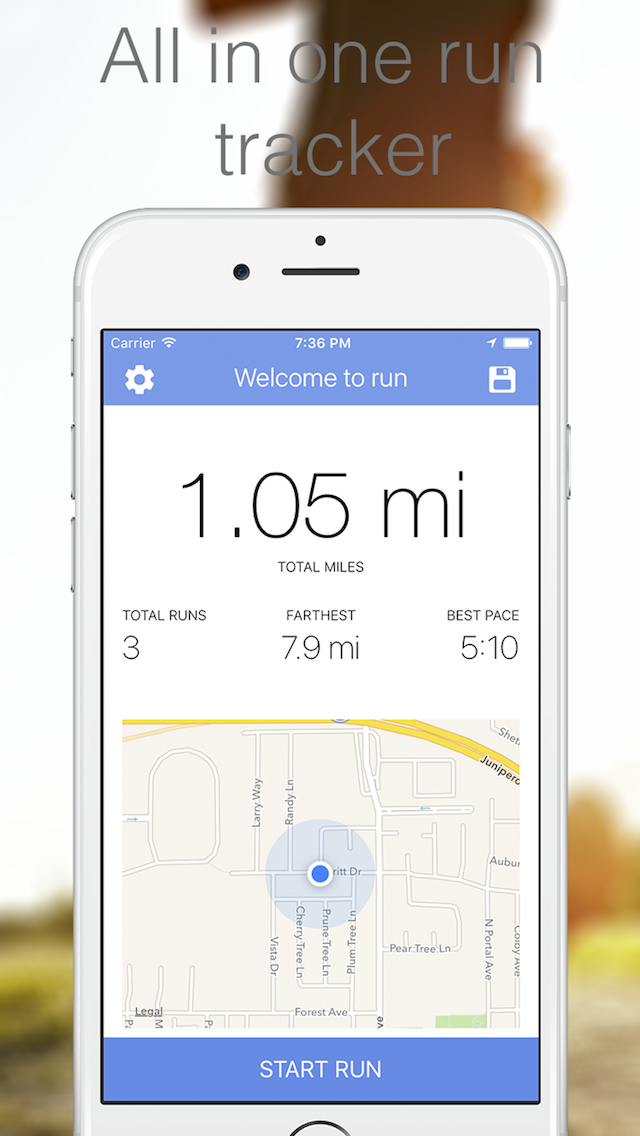 All in one run
tracker
Carrier
7:36 PM
Welcome to run
1.05 mi
TOTAL MILES
TOTAL RUNS
FARTHEST
BEST PACE
3
7.9 mi
5:10
Larry Way
Randy Ln
ritt Dr
Cherry Tree Ln
Prune Tree Ln
Plum Tree Ln
Vista Dr
Pear Tree Ln
N Portal Ave
Colby Ave
Legal
Forest Ave
START RUN